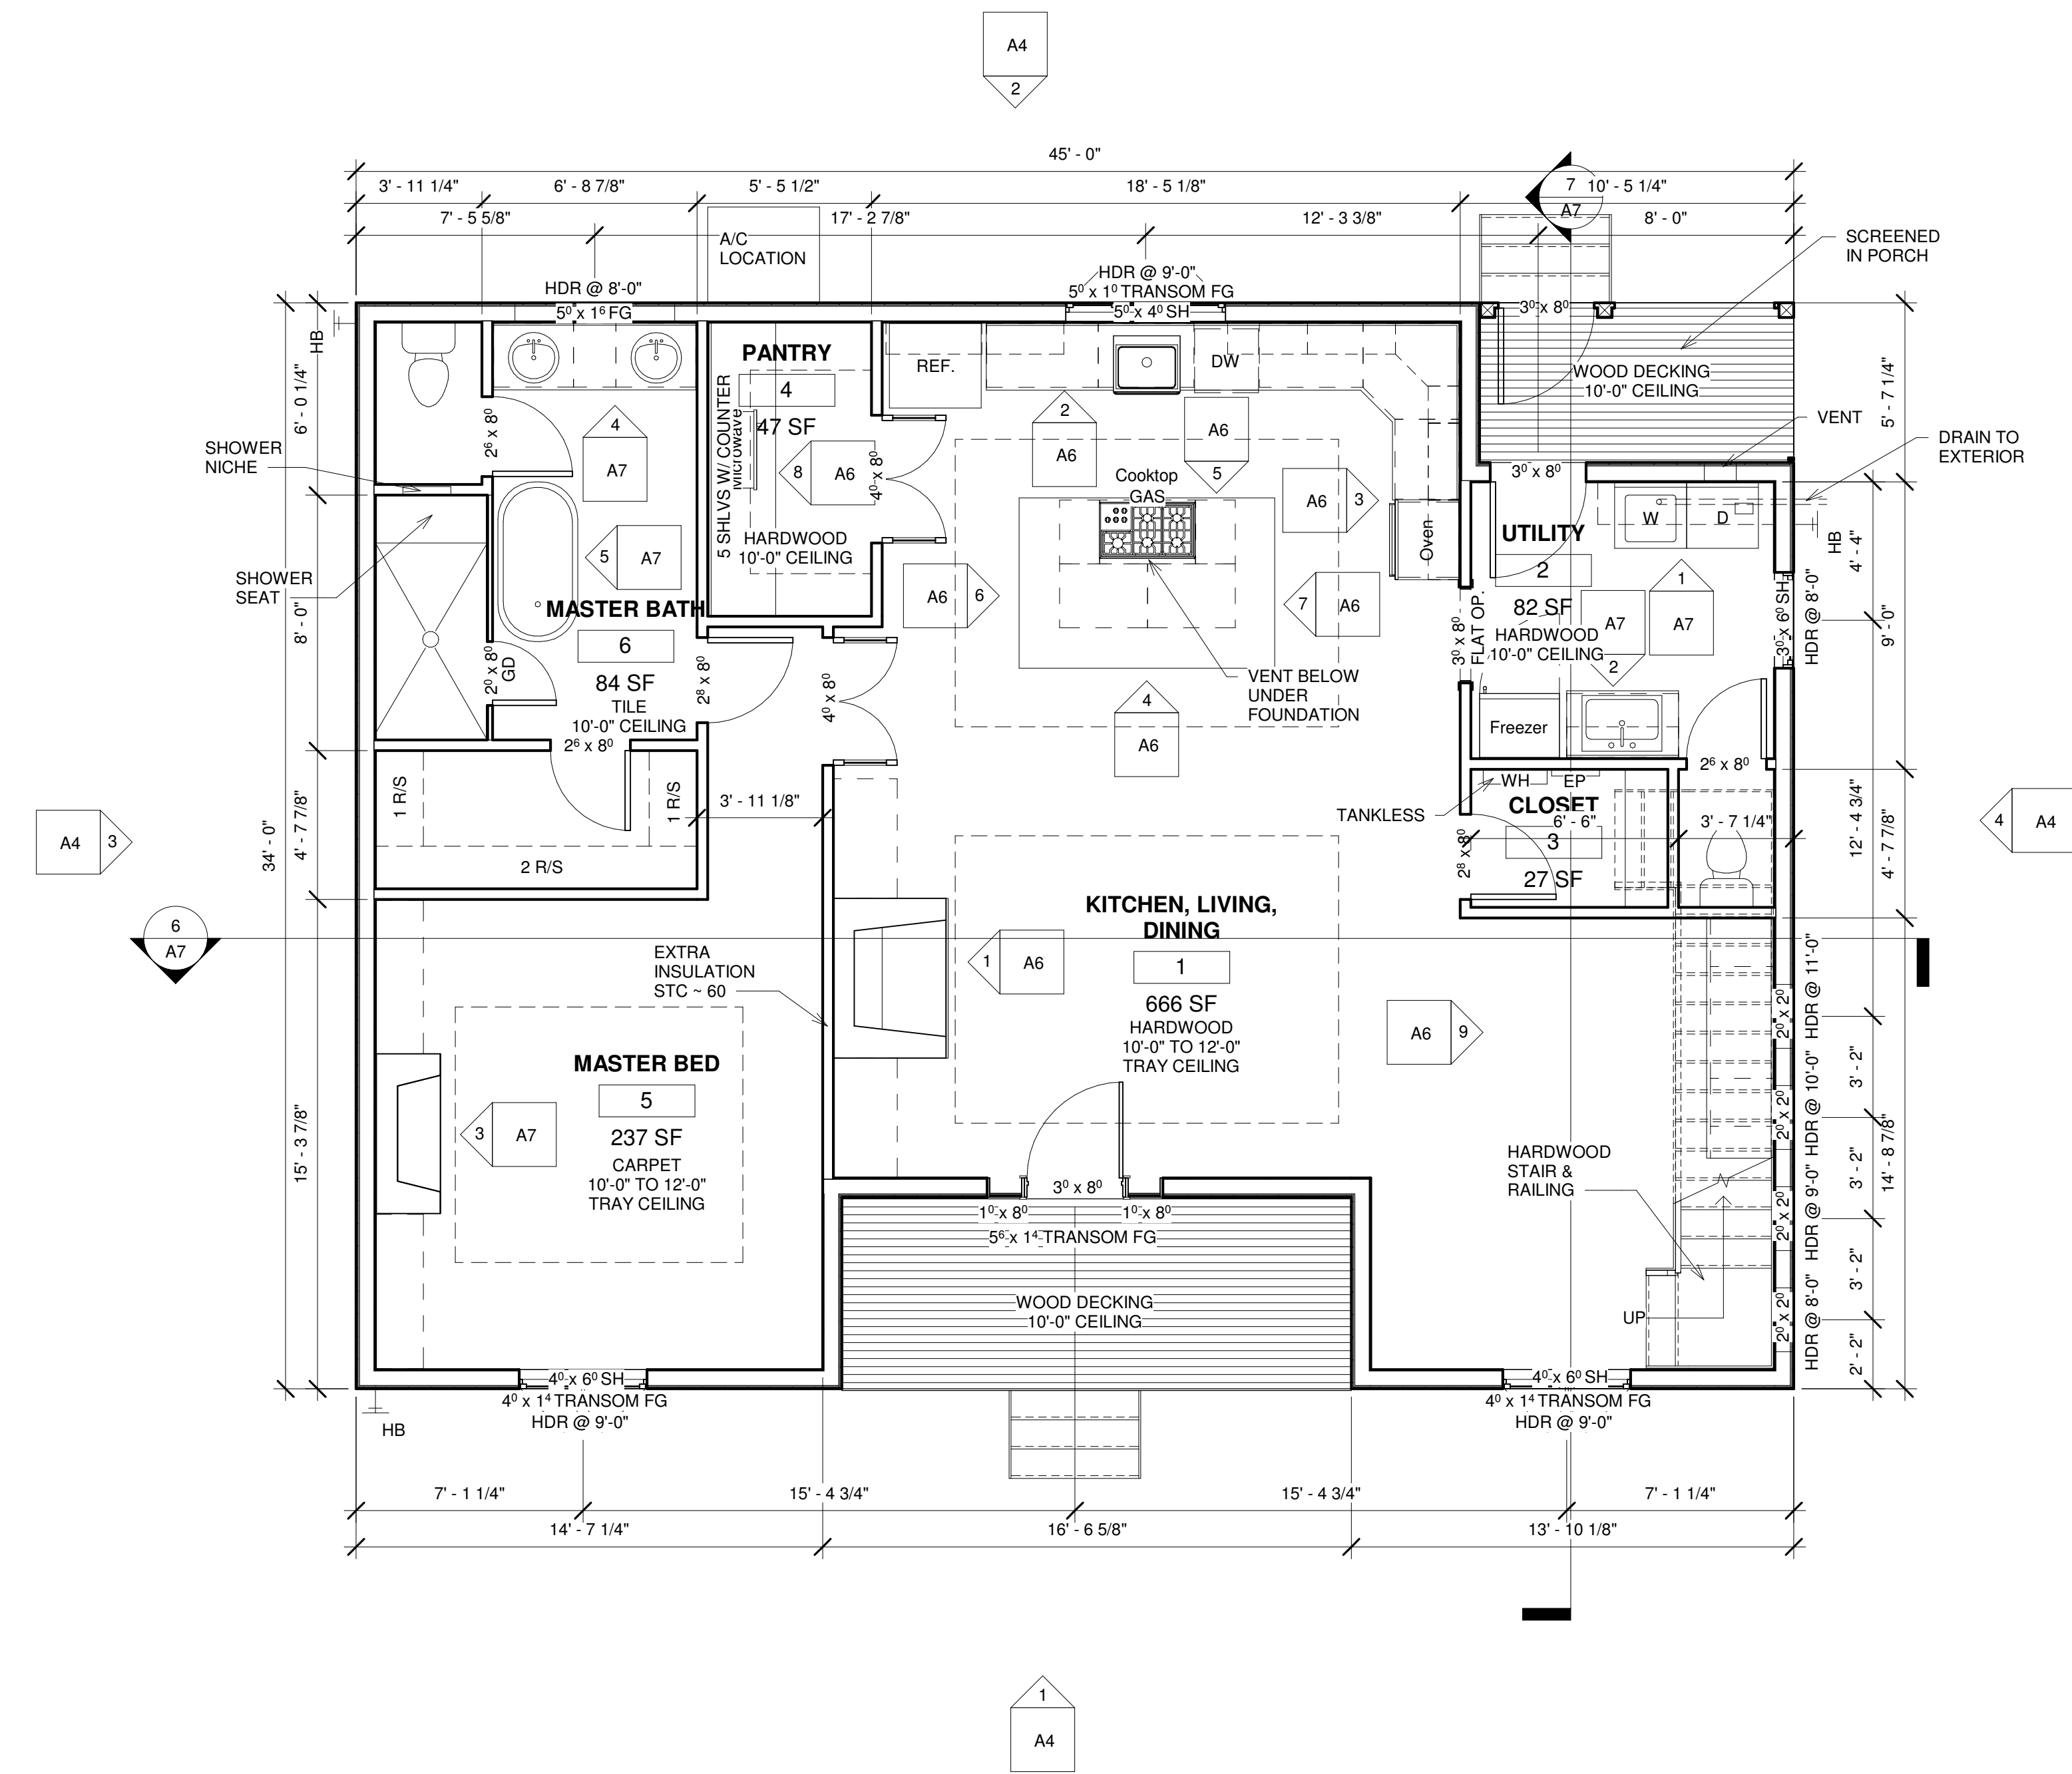 A4
2
45' - 0"
3' - 11 1/4"
6' - 8 7/8"
5' - 5 1/2"
18' - 5 1/8"
7
10' - 5 1/4"
A7
7' - 5 5/8"
17' - 2 7/8"
12' - 3 3/8"
8' - 0"
A/C
LOCATION
SCREENED
IN PORCH
HDR @ 8'-0"
5⁰ x 1⁶ FG
HDR @ 9'-0"
5⁰ x 1⁰ TRANSOM FG
5⁰ x 4⁰ SH
3⁰ x 8⁰
HB
PANTRY
4
47 SF
5 SHLVS W/ COUNTER
Microwave
8
A6
4⁰ x 8⁰
HARDWOOD
10'-0" CEILING
REF.
DW
WOOD DECKING
10'-0" CEILING
VENT
DRAIN TO
EXTERIOR
6' - 0 1/4"
5' - 7 1/4"
2⁶ x 8⁰
4
A7
SHOWER
NICHE
2
A6
A6
5
Cooktop
GAS
A6
3
3⁰ x 8⁰
Oven
W
D
HB
UTILITY
2
82 SF
HARDWOOD
10'-0" CEILING
5
A7
SHOWER
SEAT
MASTER BATH
6
84 SF
TILE
10'-0" CEILING
2⁰ x 8⁰
GD
2⁸ x 8⁰
4⁰ x 8⁰
A6
6
7
A6
3⁰ x 8⁰
FLAT OP.
A7
2
1
A7
3⁰ x 6⁰ SH
HDR @ 8'-0"
4' - 4"
9' - 0"
8' - 0"
VENT BELOW
UNDER
FOUNDATION
4
A6
Freezer
2⁶ x 8⁰
2⁶ x 8⁰
1 R/S
1 R/S
2 R/S
3' - 11 1/8"
TANKLESS
WH
EP
CLOSET
3
27 SF
6' - 6"
3' - 7 1/4"
2⁸ x 8⁰
12' - 4 3/4"
4' - 7 7/8"
34' - 0"
4' - 7 7/8"
A4
3
4
A4
6
A7
EXTRA
INSULATION
STC ~ 60
KITCHEN, LIVING,
DINING
1
666 SF
HARDWOOD
10'-0" TO 12'-0"
TRAY CEILING
1
A6
A6
9
MASTER BED
5
237 SF
CARPET
10'-0" TO 12'-0"
TRAY CEILING
3
A7
15' - 3 7/8"
2⁰ x 2⁰
HDR @ 11'-0"
2⁰ x 2⁰
HDR @ 10'-0"
2⁰ x 2⁰
HDR @ 9'-0"
2⁰ x 2⁰
HDR @ 8'-0"
3' - 2"
3' - 2"
3' - 2"
2' - 2"
14' - 8 7/8"
HARDWOOD
STAIR &
RAILING
UP
3⁰ x 8⁰
1⁰ x 8⁰
1⁰ x 8⁰
5⁶ x 1⁴ TRANSOM FG
WOOD DECKING
10'-0" CEILING
4⁰ x 6⁰ SH
4⁰ x 1⁴ TRANSOM FG
HDR @ 9'-0"
4⁰ x 6⁰ SH
4⁰ x 1⁴ TRANSOM FG
HDR @ 9'-0"
HB
7' - 1 1/4"
15' - 4 3/4"
15' - 4 3/4"
7' - 1 1/4"
14' - 7 1/4"
16' - 6 5/8"
13' - 10 1/8"
1
A4